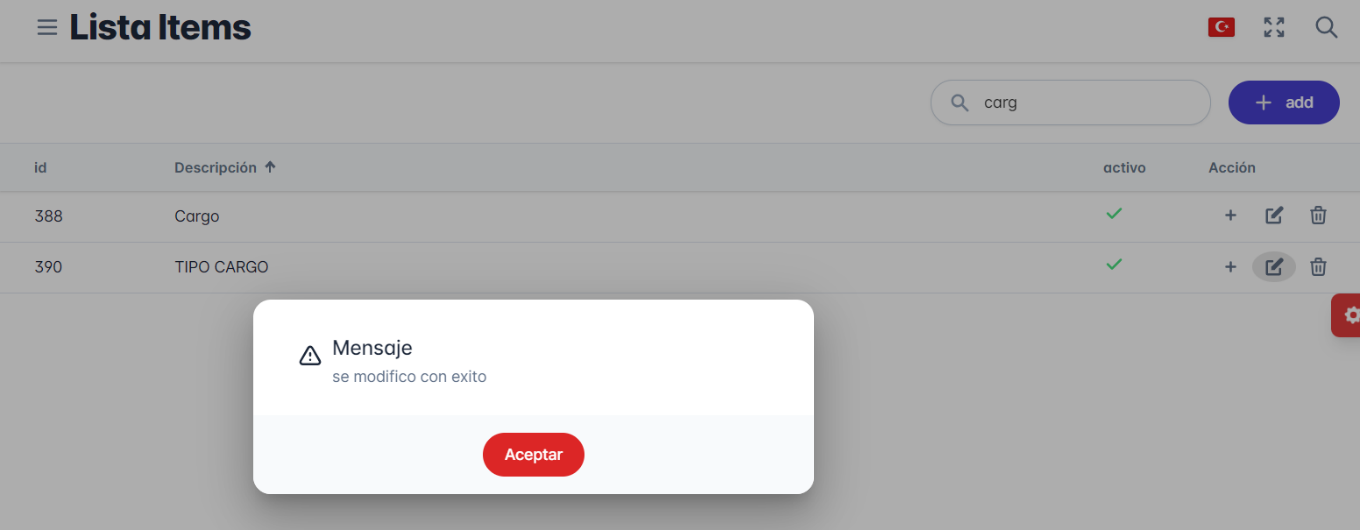 Lista Items
carg
add
id Descripción activo Acción
388 Cargo
390 TIPO CARGO
Mensaje
se modifico con exito
Aceptar